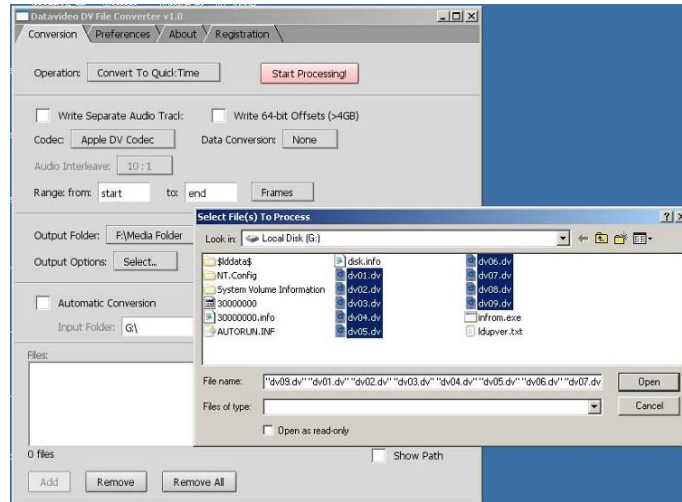 Datavideo DV File Converter v1.0
Conversion Preferences About Registration
Operation: Convert To QuickTime Start Processing!
Write Separate Audio Track Write 64-bit Offsets (>4GB)
Codec: Apple DV Codec Data Conversion: None
Audio Interleave: 10 : 1
Range: from: start to: end Frames
Output Folder: F:\Media Folder
Output Options: Select...
Automatic Conversion
Input Folder: G:\
Files:
0 files Show Path
Add Remove Remove All
Select File(s) To Process
Look in: Local Disk (G:)
$lddata$ disk.info dv06.dv
NT.Config dv01.dv dv07.dv
System Volume Information dv02.dv dv08.dv
30000000 dv03.dv dv09.dv
30000000.info dv04.dv infrom.exe
AUTORUN.INF dv05.dv ldupver.txt
File name: "dv09.dv" "dv01.dv" "dv02.dv" "dv03.dv" "dv04.dv" "dv05.dv" "dv06.dv" "dv07.dv Open
Files of type: Cancel
Open as read-only